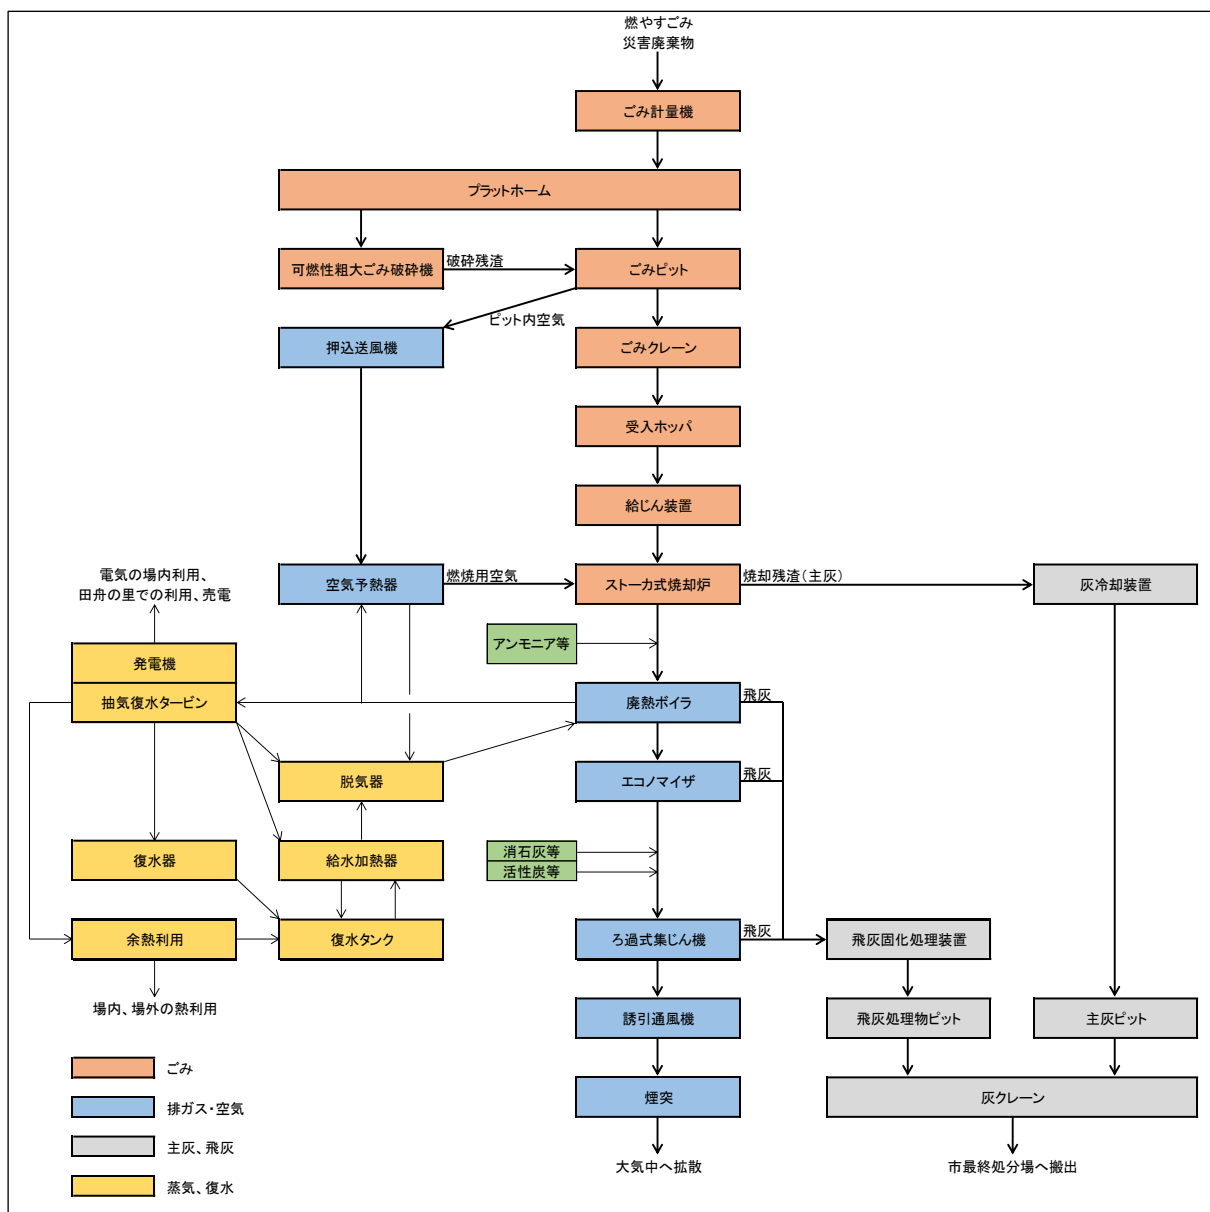 燃やすごみ
災害廃棄物
ごみ計量機
プラットホーム
可燃性粗大ごみ破砕機
破砕残渣
ごみピット
ピット内空気
押込送風機
ごみクレーン
受入ホッパ
給じん装置
電気の場内利用、
田舟の里での利用、売電
空気予熱器
燃焼用空気
ストーカ式焼却炉
焼却残渣(主灰)
灰冷却装置
アンモニア等
発電機
抽気復水タービン
廃熱ボイラ
飛灰
脱気器
エコノマイザ
飛灰
復水器
給水加熱器
消石灰等
活性炭等
余熱利用
復水タンク
ろ過式集じん機
飛灰
飛灰固化処理装置
場内、場外の熱利用
誘引通風機
飛灰処理物ピット
主灰ピット
ごみ
排ガス・空気
煙突
灰クレーン
主灰、飛灰
大気中へ拡散
市最終処分場へ搬出
蒸気、復水